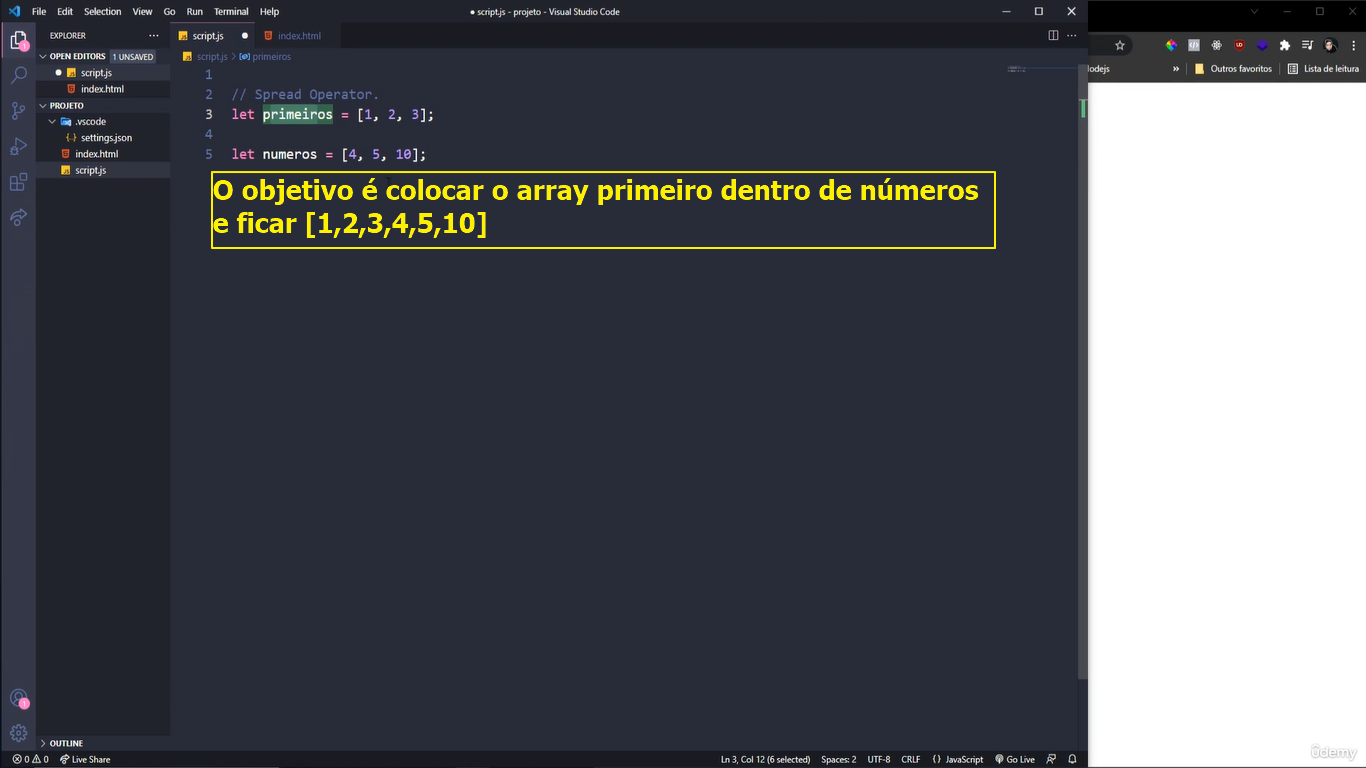 File Edit Selection View Go Run Terminal Help
● script.js - projeto - Visual Studio Code
EXPLORER ···
OPEN EDITORS 1 UNSAVED
● script.js
index.html
PROJETO
.vscode
settings.json
index.html
script.js
OUTLINE
script.js ● index.html
script.js > primeiros
1
2 // Spread Operator.
3 let primeiros = [1, 2, 3];
4
5 let numeros = [4, 5, 10];
O objetivo é colocar o array primeiro dentro de números
e ficar [1,2,3,4,5,10]
lodejs » Outros favoritos Lista de leitura
1
0 0 Live Share
Ln 3, Col 12 (6 selected) Spaces: 2 UTF-8 CRLF {} JavaScript Go Live
ûdemy